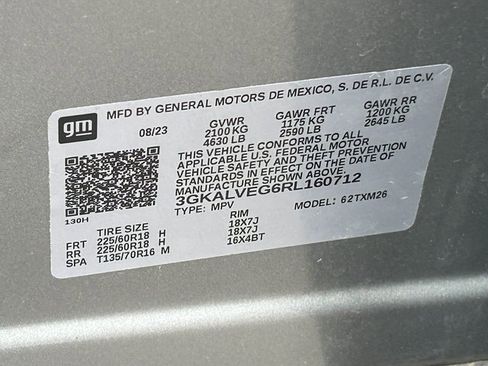 gm
MFD BY GENERAL MOTORS DE MEXICO, S. DE R.L. DE C.V.
08/23 GVWR GAWR FRT GAWR RR
2100 KG 1175 KG 1200 KG
4630 LB 2590 LB 2645 LB
THIS VEHICLE CONFORMS TO ALL
APPLICABLE U.S. FEDERAL MOTOR
VEHICLE SAFETY AND THEFT PREVENTION
STANDARDS IN EFFECT ON THE DATE OF
MANUFACTURE SHOWN ABOVE.
3GKALVEG6RL160712
TYPE: MPV MODEL: 62TXM26
130H
TIRE SIZE RIM
FRT 225/60R18 H 18X7J
RR 225/60R18 H 18X7J
SPA T135/70R16 M 16X4BT